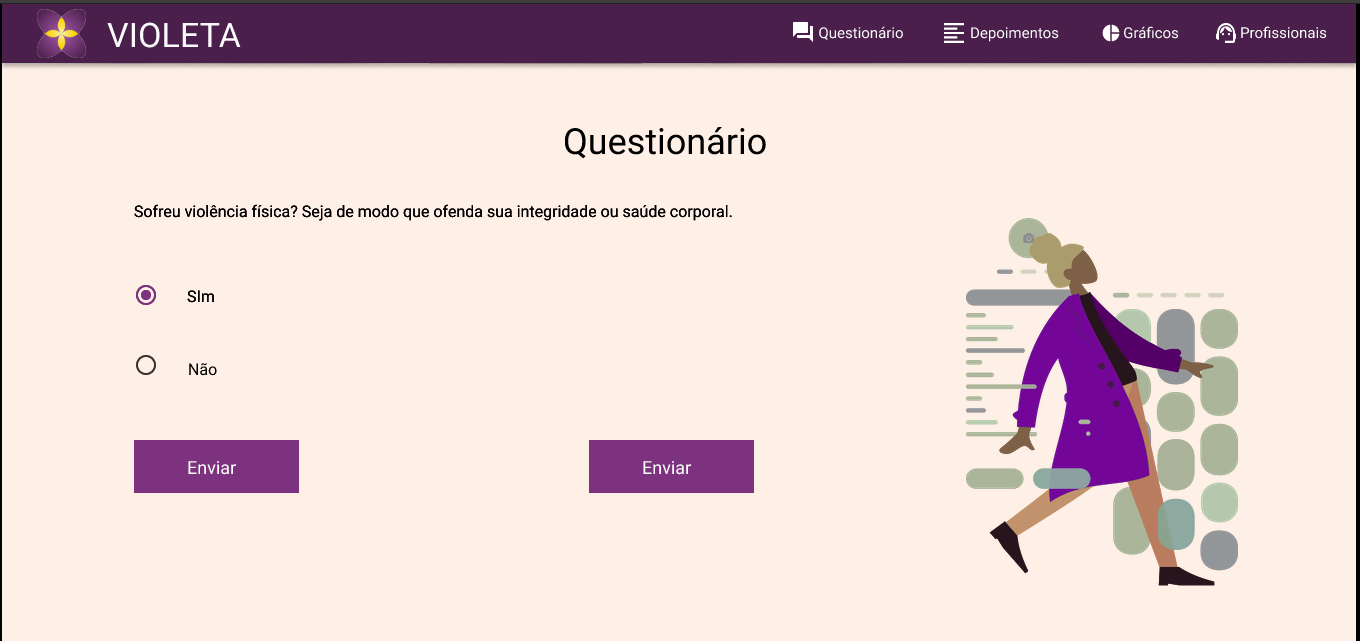 VIOLETA
Questionário
Depoimentos
Gráficos
Profissionais
Questionário
Sofreu violência física? Seja de modo que ofenda sua integridade ou saúde corporal.
SIm
Não
Enviar
Enviar